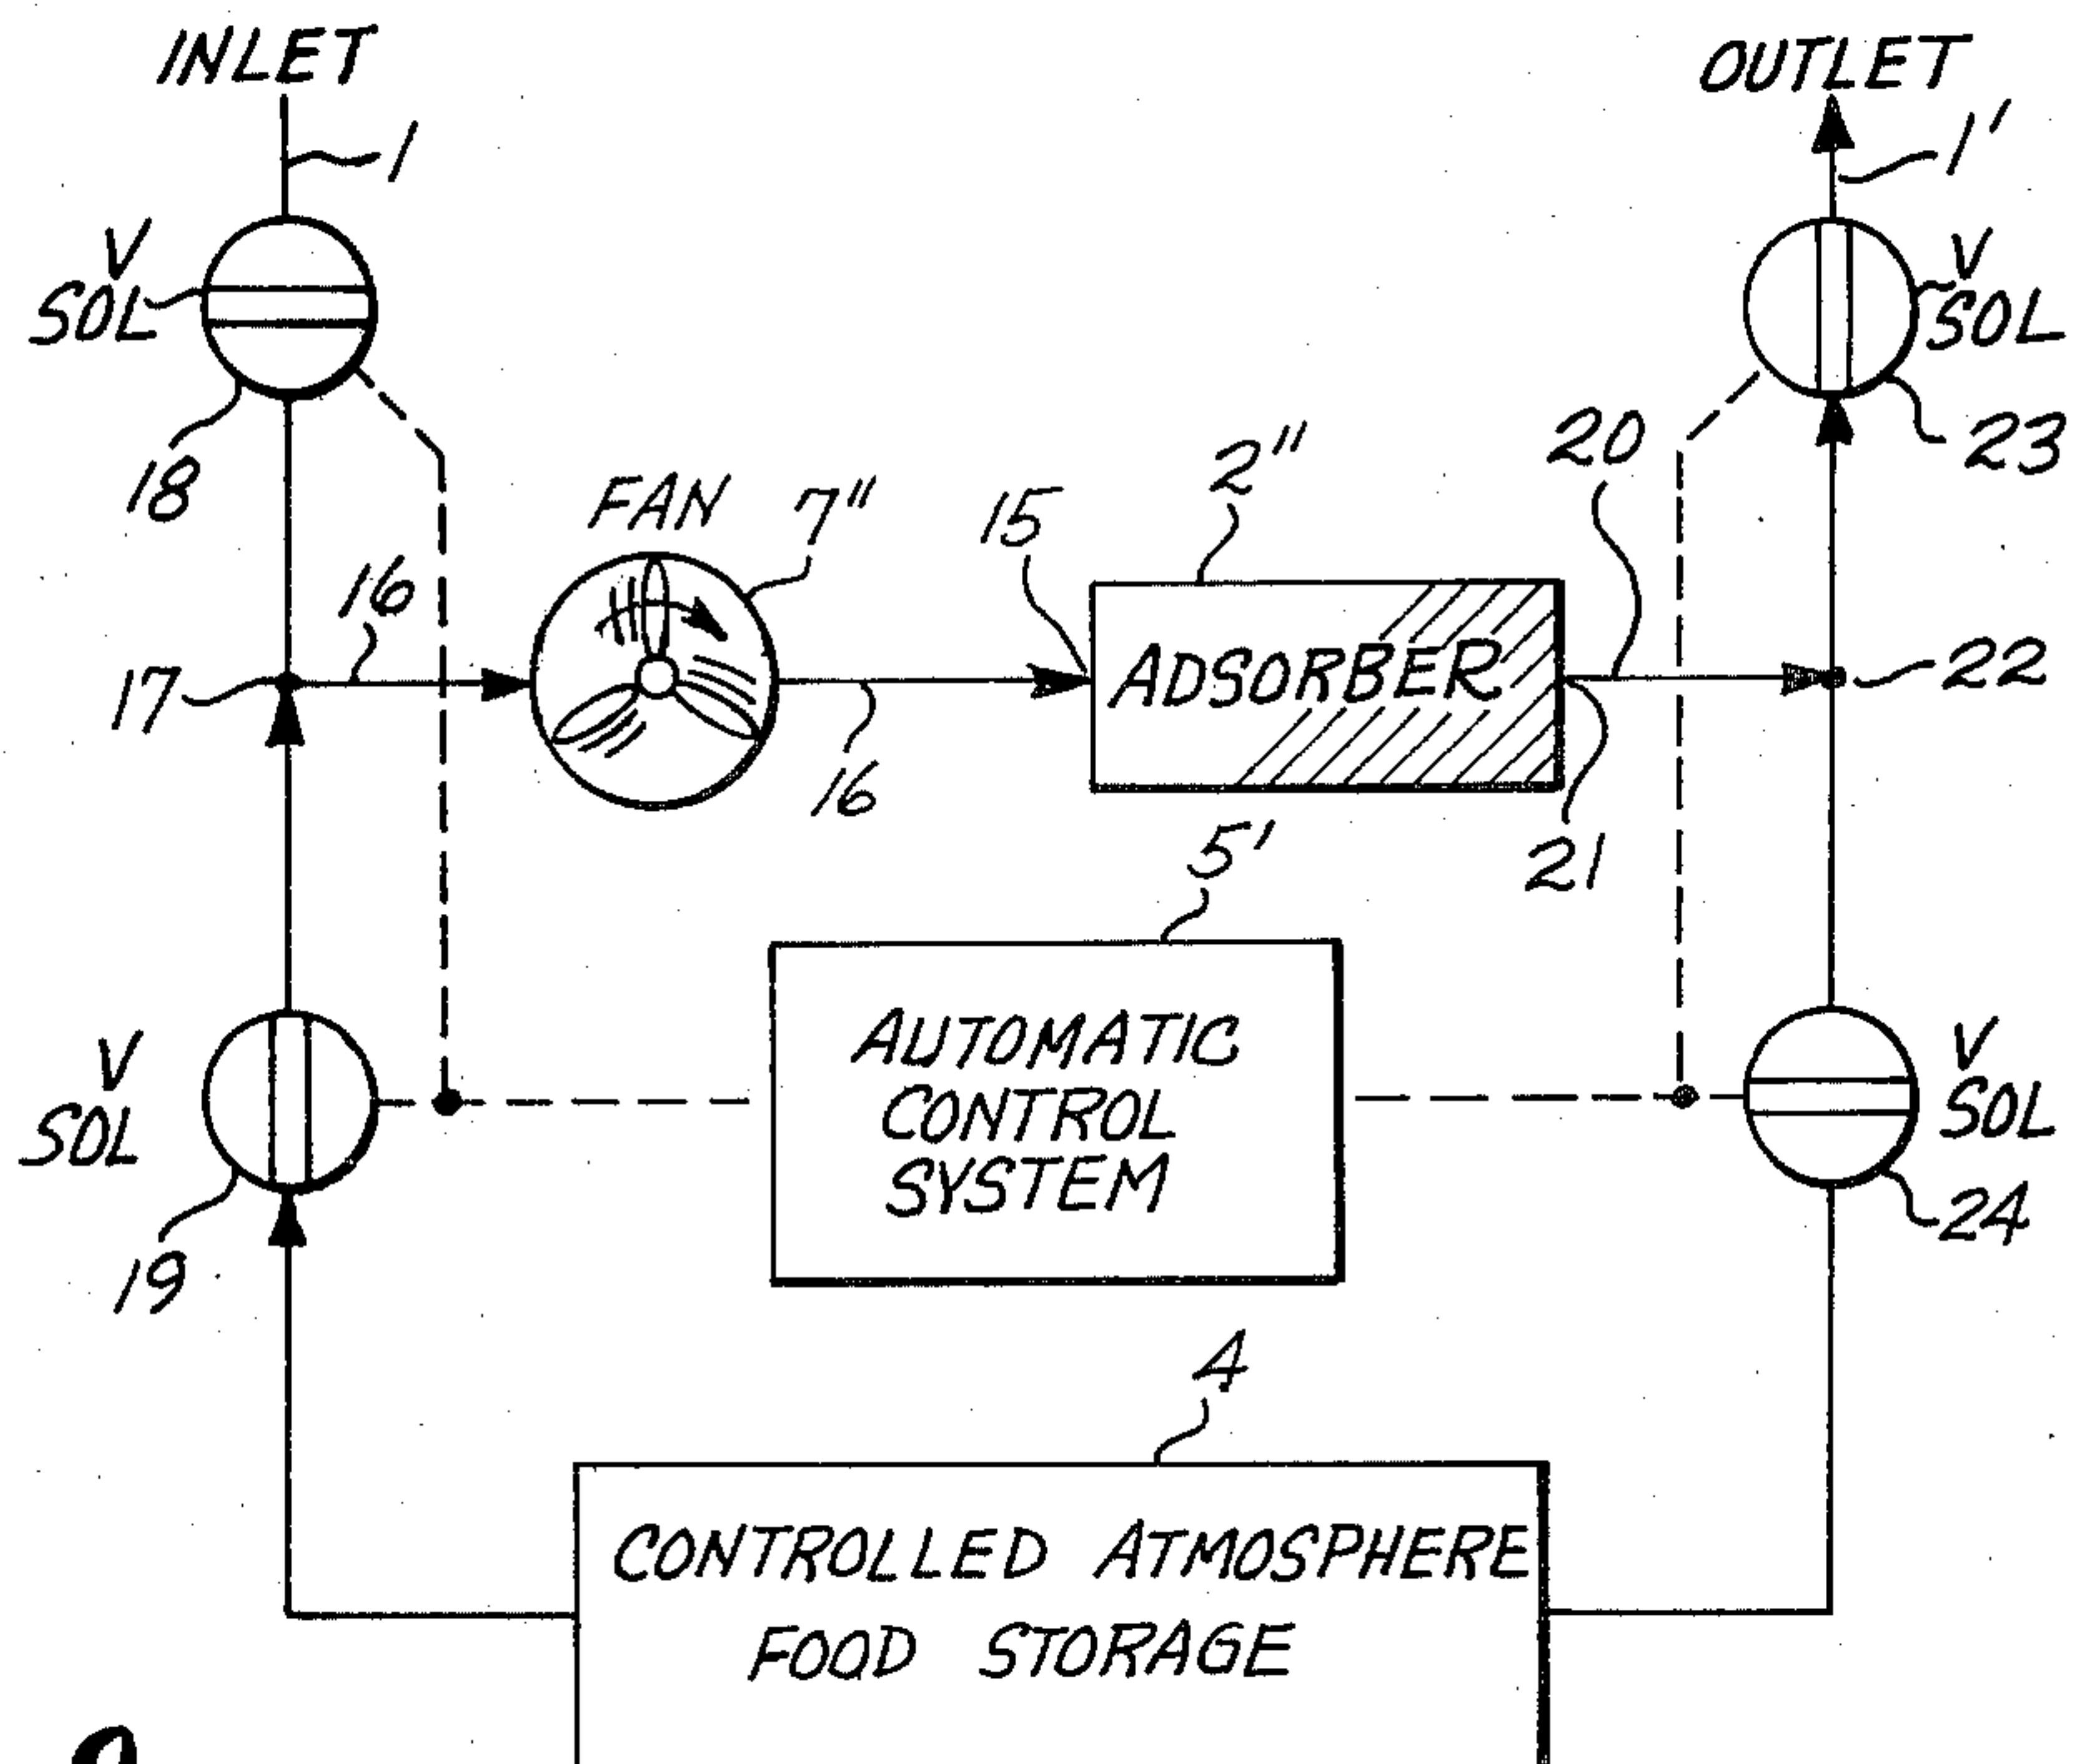 INLET
OUTLET
1
1'
V
SOL
V
SOL
18
23
20
2"
FAN
7"
15
16
17
ADSORBER
22
16
21
5'
V
SOL
AUTOMATIC
CONTROL
SYSTEM
V
SOL
19
24
4
CONTROLLED ATMOSPHERE
FOOD STORAGE